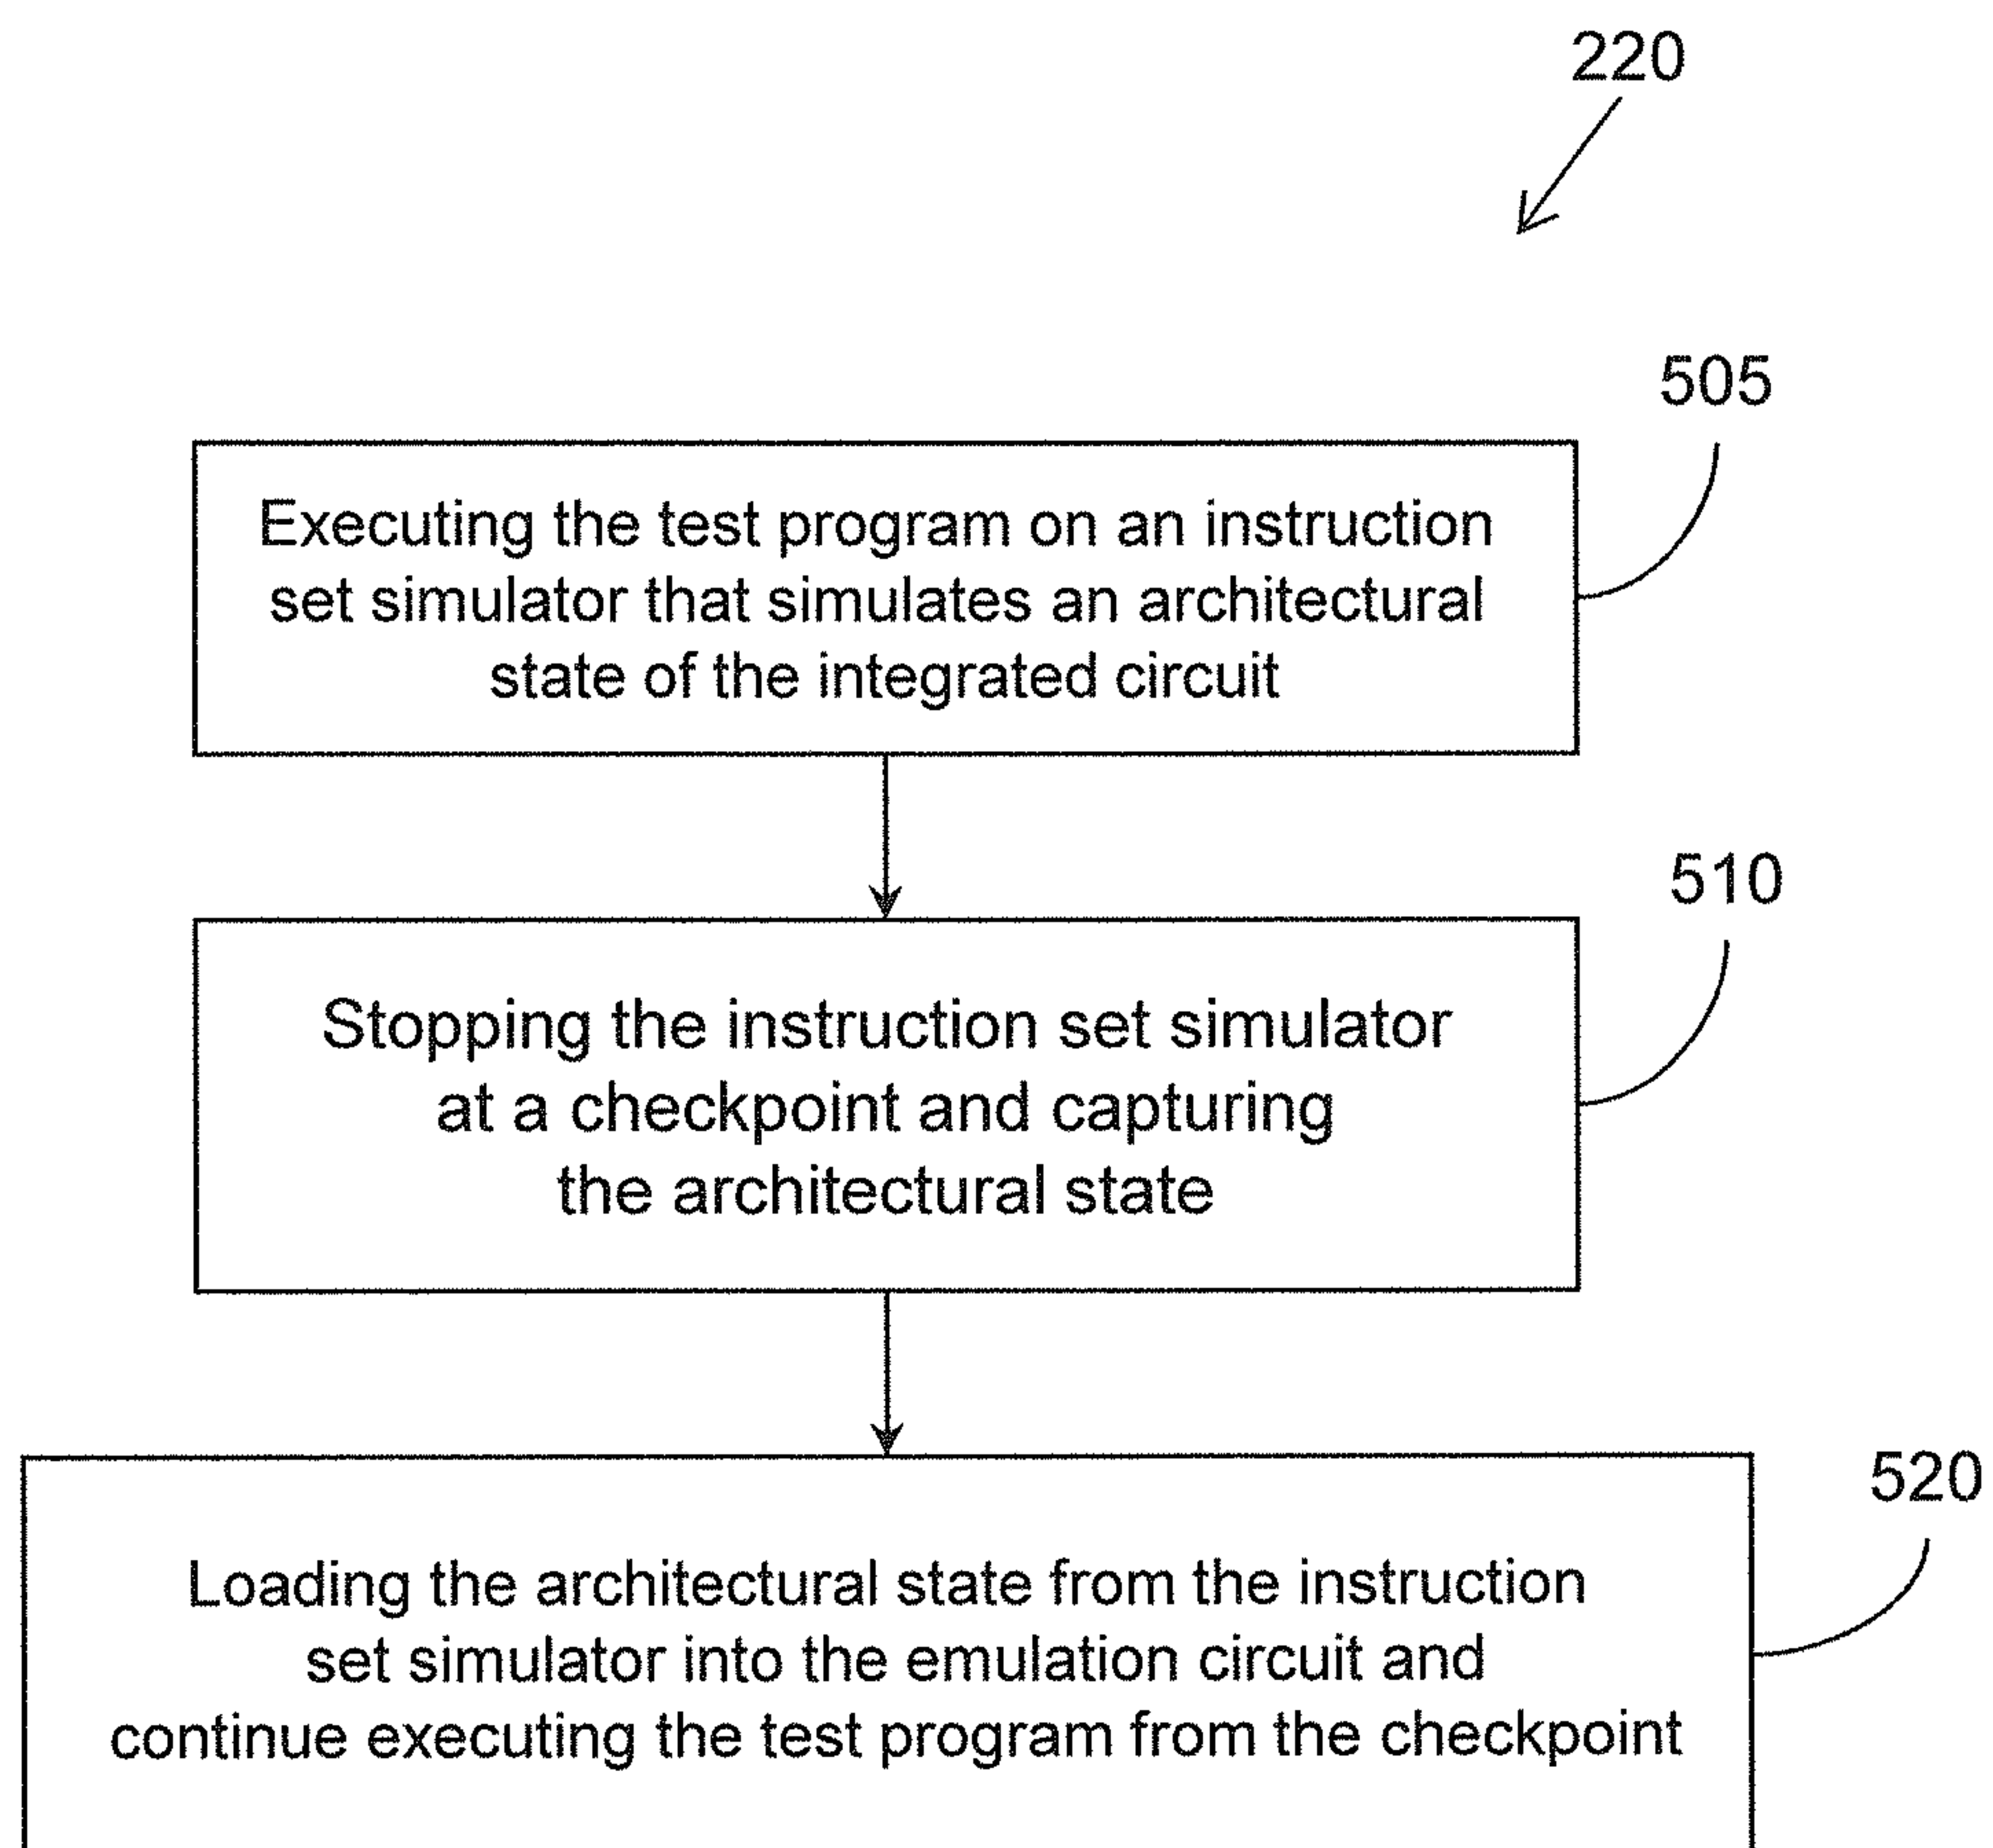 220
505
Executing the test program on an instruction
set simulator that simulates an architectural
state of the integrated circuit
510
Stopping the instruction set simulator
at a checkpoint and capturing
the architectural state
520
Loading the architectural state from the instruction
set simulator into the emulation circuit and
continue executing the test program from the checkpoint